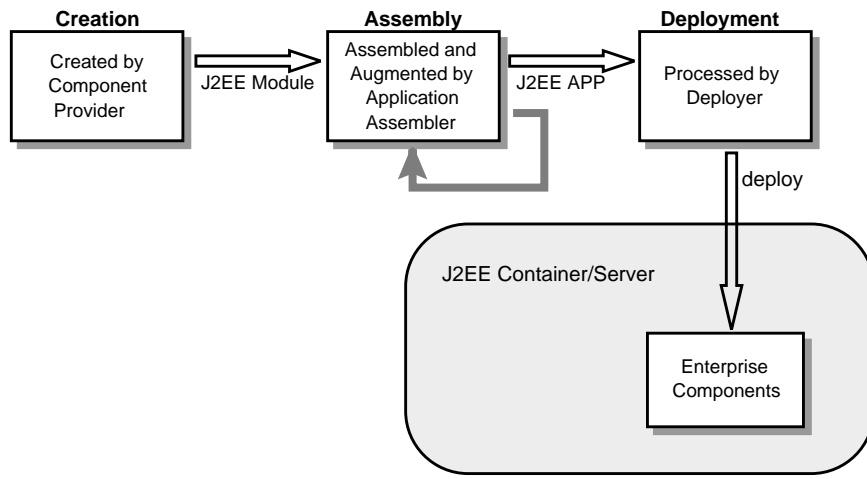 Creation
Created by
Component
Provider
J2EE Module
Assembly
Assembled and
Augmented by
Application
Assembler
J2EE APP
Deployment
Processed by
Deployer
deploy
J2EE Container/Server
Enterprise
Components